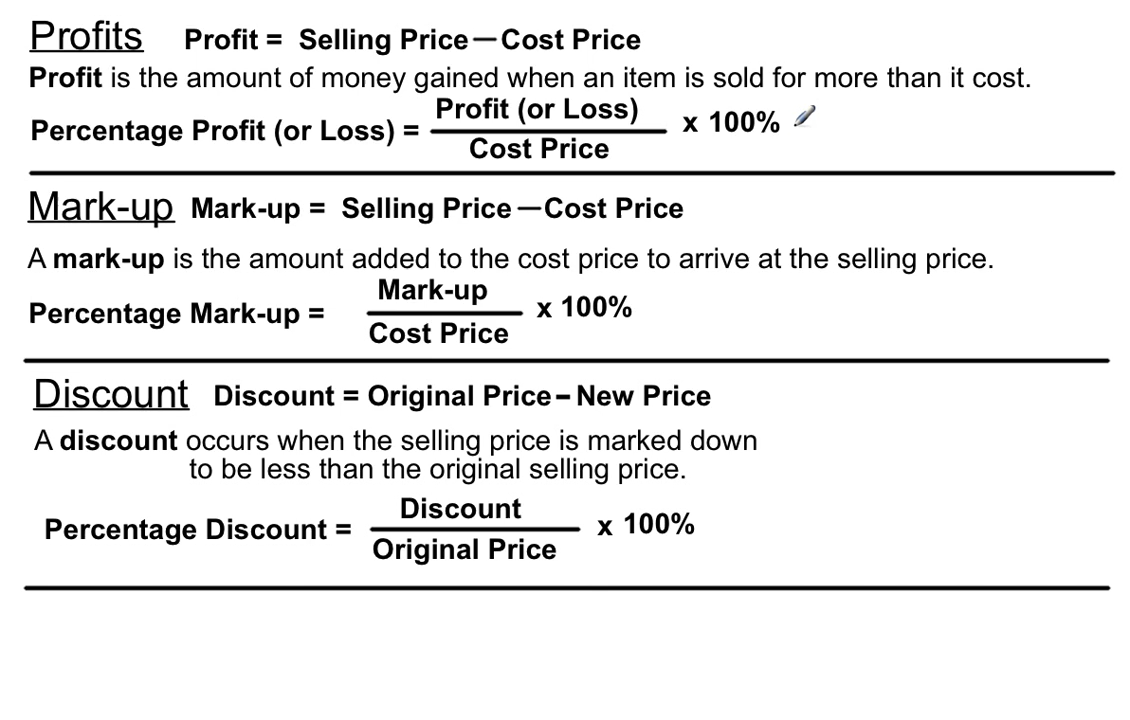 Profits Profit = Selling Price — Cost Price
Profit is the amount of money gained when an item is sold for more than it cost.
Profit (or Loss)
Percentage Profit (or Loss) = x 100%
Cost Price
Mark-up Mark-up = Selling Price — Cost Price
A mark-up is the amount added to the cost price to arrive at the selling price.
Mark-up
Percentage Mark-up = x 100%
Cost Price
Discount Discount = Original Price – New Price
A discount occurs when the selling price is marked down
to be less than the original selling price.
Discount
Percentage Discount = x 100%
Original Price